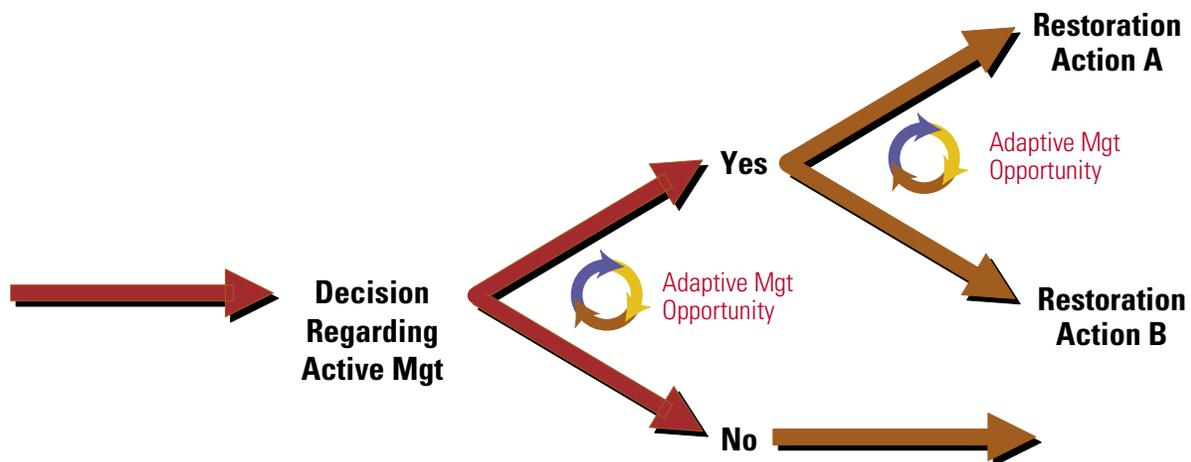 Restoration
Action A
Adaptive Mgt
Opportunity
Yes
Decision
Regarding
Active Mgt
Adaptive Mgt
Opportunity
Restoration
Action B
No